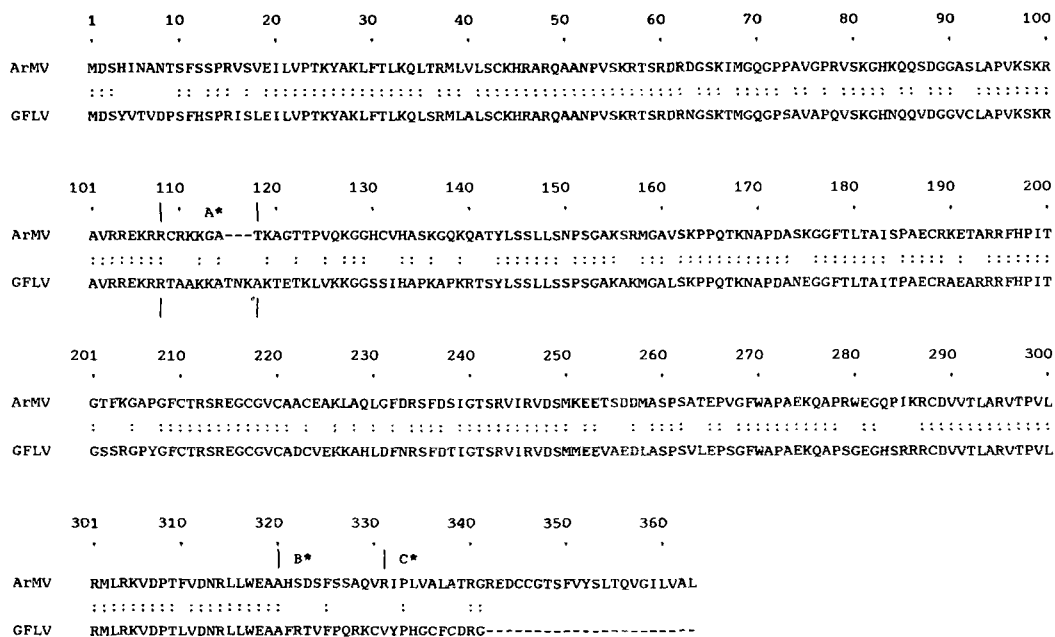 1 10 20 30 40 50 60 70 80 90 100
ArMV MDSHINANTSFSSPRVSVEILVPTKYAKLFTLKQLTRMLVLSCKHRARQAANPVSKRTSRDRDGSKIMGQGPPAVGPRVSKGHKQQSDGGASLAPVKSKR
GFLV MDSYVTVDPSFHSPRISLEILVPTKYAKLFTLKQLSRMLALSCKHRARQAANPVSKRTSRDRNGSKTMGQGPSAVAPQVSKGHNQQVDGGVCLAPVKSKR
101 110 120 130 140 150 160 170 180 190 200
| A* |
ArMV AVRREKRRCRKKGA---TKAGTTPVQKGGHCVHASKGQKQATYLSSLLSNPSGAKSRMGAVSKPPQTKNAPDASKGGFTLTAISPAECRKETARRFHPIT
GFLV AVRREKRRTAAKKATNKAKTETKLVKKGGSSIHAPKAPKRTSYLSSLLSSPSGAKAKMGALSKPPQTKNAPDANEGGFTLTAITPAECRAEARRRFHPIT
| |
201 210 220 230 240 250 260 270 280 290 300
ArMV GTFKGAPGFCTRSREGCGVCAACEAKLAQLGFDRSFDSIGTSRVIRVDSMKEETSDDMASPSATEPVGFWAPAEKQAPRWEGQPIKRCDVVTLARVTPVL
GFLV GSSRGPYGFCTRSREGCGVCADCVEKKAHLDFNRSFDTIGTSRVIRVDSMMEEVAEDLASPSVLEPSGFWAPAEKQAPSGEGHSRRRCDVVTLARVTPVL
301 310 320 330 340 350 360
| B* | C*
ArMV RMLRKVDPTFVDNRLLWEAAHSDSFSSAQVRIPLVALATRGREDCCGTSFVYSLTQVGILVAL
GFLV RMLRKVDPTLVDNRLLWEAAFRTVFPQRKCVYPHGCFCDRG----------------------